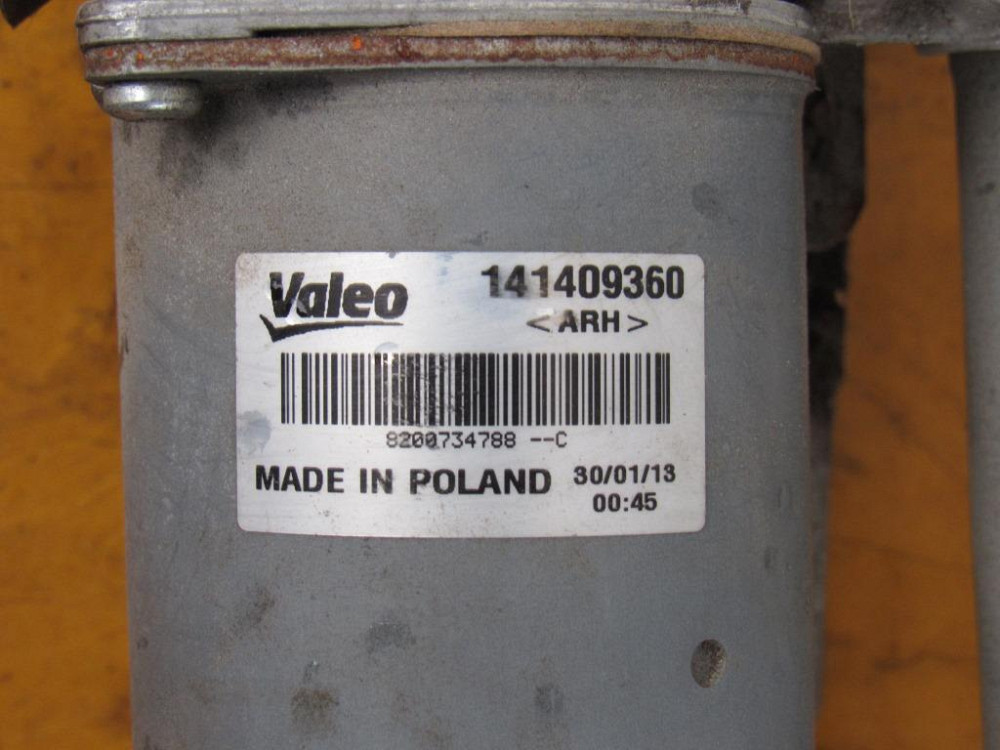 Valeo 141409360
<ARH>
8200734788 --C
MADE IN POLAND 30/01/13
00:45